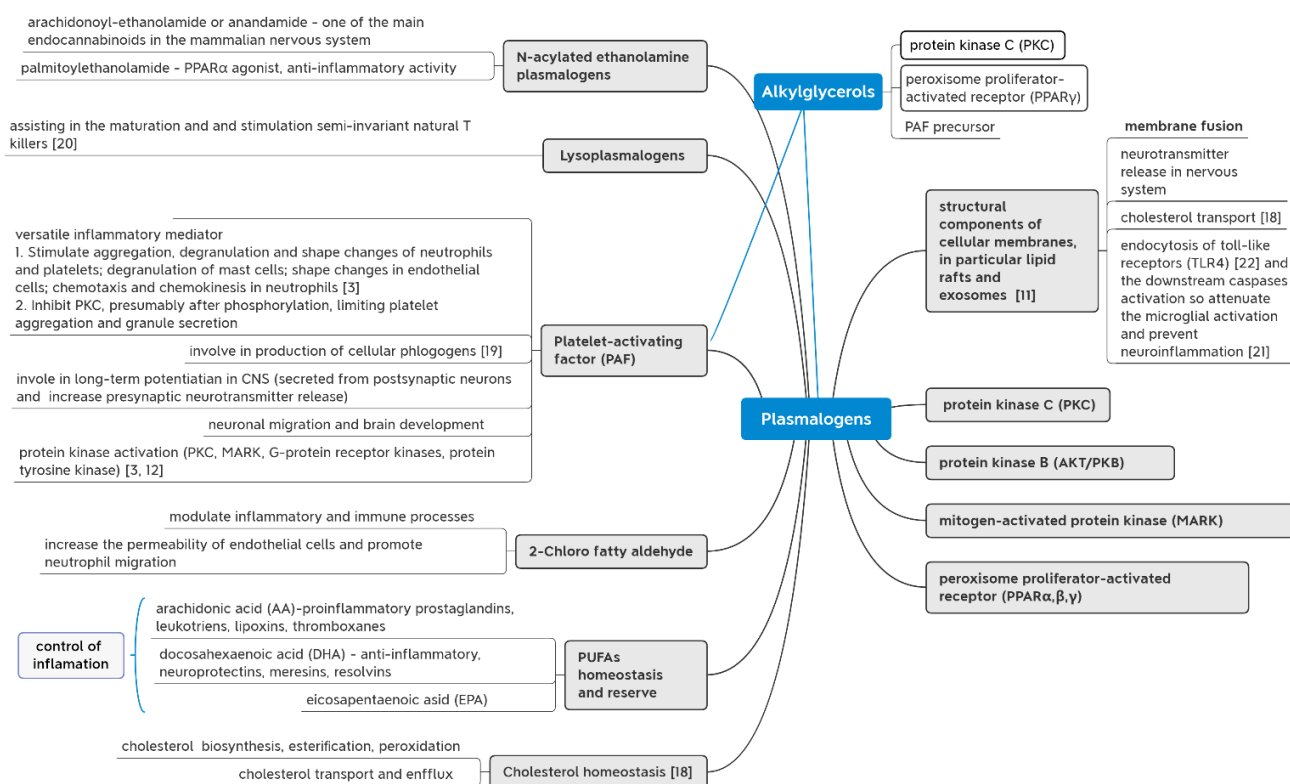 arachidonoyl-ethanolamide or anandamide - one of the main
endocannabinoids in the mammalian nervous system
palmitoylethanolamide - PPARα agonist, anti-inflammatory activity
N-acylated ethanolamine
plasmalogens
assisting in the maturation and and stimulation semi-invariant natural T
killers [20]
Lysoplasmalogens
versatile inflammatory mediator
1. Stimulate aggregation, degranulation and shape changes of neutrophils
and platelets; degranulation of mast cells; shape changes in endothelial
cells; chemotaxis and chemokinesis in neutrophils [3]
2. Inhibit PKC, presumably after phosphorylation, limiting platelet
aggregation and granule secretion
involve in production of cellular phlogogens [19]
invole in long-term potentiatian in CNS (secreted from postsynaptic neurons
and increase presynaptic neurotransmitter release)
neuronal migration and brain development
protein kinase activation (PKC, MARK, G-protein receptor kinases, protein
tyrosine kinase) [3, 12]
Platelet-activating
factor (PAF)
modulate inflammatory and immune processes
increase the permeability of endothelial cells and promote
neutrophil migration
2-Chloro fatty aldehyde
control of
inflamation
arachidonic acid (AA)-proinflammatory prostaglandins,
leukotriens, lipoxins, thromboxanes
docosahexaenoic acid (DHA) - anti-inflammatory,
neuroprotectins, meresins, resolvins
eicosapentaenoic asid (EPA)
PUFAs
homeostasis
and reserve
cholesterol biosynthesis, esterification, peroxidation
cholesterol transport and enfflux
Cholesterol homeostasis [18]
Alkylglycerols
protein kinase C (PKC)
peroxisome proliferator-
activated receptor (PPARγ)
PAF precursor
Plasmalogens
structural
components of
cellular membranes,
in particular lipid
rafts and
exosomes [11]
membrane fusion
neurotransmitter
release in nervous
system
cholesterol transport [18]
endocytosis of toll-like
receptors (TLR4) [22] and
the downstream caspases
activation so attenuate
the microglial activation
and prevent
neuroinflammation [21]
protein kinase C (PKC)
protein kinase B (AKT/PKB)
mitogen-activated protein kinase (MARK)
peroxisome proliferator-activated
receptor (PPARα,β,γ)